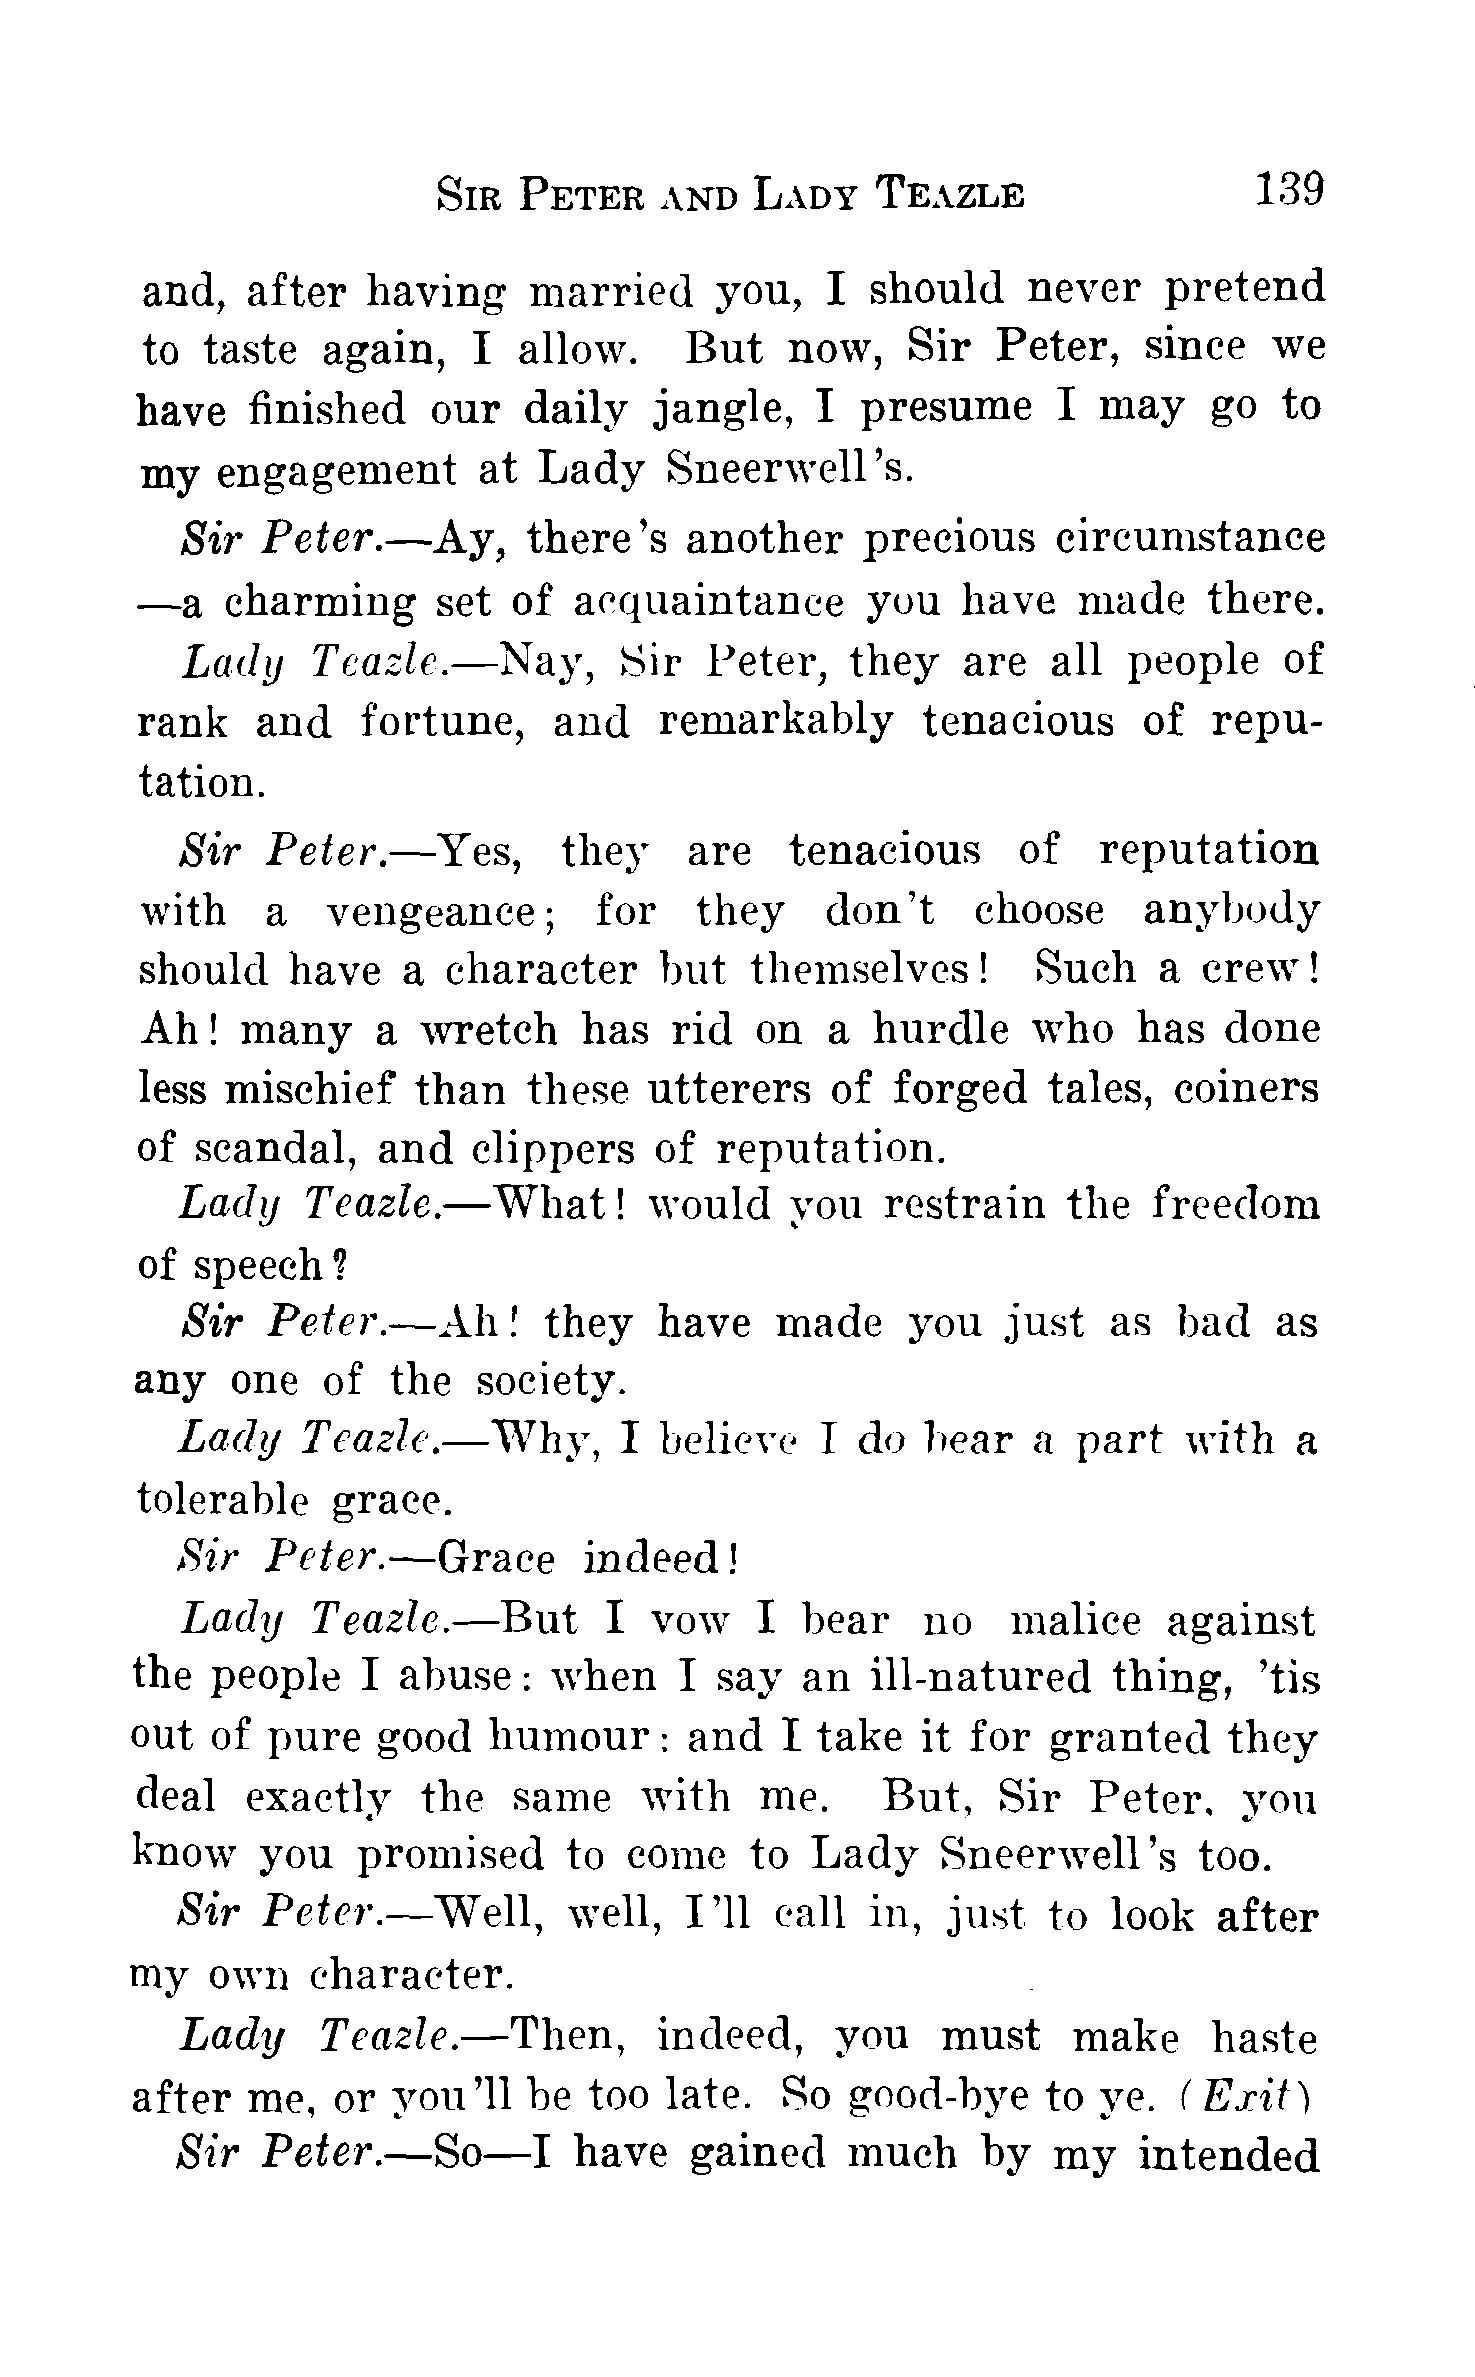 SIR PETER AND LADY TEAZLE 139
and, after having married you, I should never pretend
to taste again, I allow. But now, Sir Peter, since we
have finished our daily jangle, I presume I may go to
my engagement at Lady Sneerwell's.
Sir Peter.—Ay, there's another precious circumstance
—a charming set of acquaintance you have made there.
Lady Teazle.—Nay, Sir Peter, they are all people of
rank and fortune, and remarkably tenacious of repu-
tation.
Sir Peter.—Yes, they are tenacious of reputation
with a vengeance; for they don't choose anybody
should have a character but themselves! Such a crew!
Ah! many a wretch has rid on a hurdle who has done
less mischief than these utterers of forged tales, coiners
of scandal, and clippers of reputation.
Lady Teazle.—What! would you restrain the freedom
of speech?
Sir Peter.—Ah! they have made you just as bad as
any one of the society.
Lady Teazle.—Why, I believe I do bear a part with a
tolerable grace.
Sir Peter.—Grace indeed!
Lady Teazle.—But I vow I bear no malice against
the people I abuse: when I say an ill-natured thing, 'tis
out of pure good humour: and I take it for granted they
deal exactly the same with me. But, Sir Peter, you
know you promised to come to Lady Sneerwell's too.
Sir Peter.—Well, well, I'll call in, just to look after
my own character.
Lady Teazle.—Then, indeed, you must make haste
after me, or you'll be too late. So good-bye to ye. (Exit)
Sir Peter.—So—I have gained much by my intended